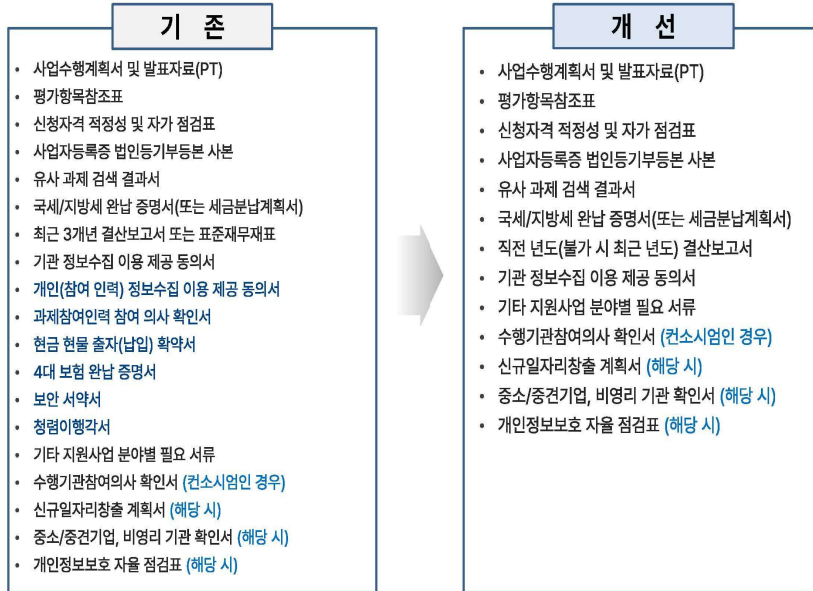 기 존
• 사업수행계획서 및 발표자료(PT)
• 평가항목참조표
• 신청자격 적정성 및 자가 점검표
• 사업자등록증 법인등기부등본 사본
• 유사 과제 검색 결과서
• 국세/지방세 완납 증명서(또는 세금분납계획서)
• 최근 3개년 결산보고서 또는 표준재무재표
• 기관 정보수집 이용 제공 동의서
• 개인(참여 인력) 정보수집 이용 제공 동의서
• 과제참여인력 참여 의사 확인서
• 현금 현물 출자(납입) 확약서
• 4대 보험 완납 증명서
• 보안 서약서
• 청렴이행각서
• 기타 지원사업 분야별 필요 서류
• 수행기관참여의사 확인서 (컨소시엄인 경우)
• 신규일자리창출 계획서 (해당 시)
• 중소/중견기업, 비영리 기관 확인서 (해당 시)
• 개인정보보호 자율 점검표 (해당 시)
개 선
• 사업수행계획서 및 발표자료(PT)
• 평가항목참조표
• 신청자격 적정성 및 자가 점검표
• 사업자등록증 법인등기부등본 사본
• 유사 과제 검색 결과서
• 국세/지방세 완납 증명서(또는 세금분납계획서)
• 직전 년도(불가 시 최근 년도) 결산보고서
• 기관 정보수집 이용 제공 동의서
• 기타 지원사업 분야별 필요 서류
• 수행기관참여의사 확인서 (컨소시엄인 경우)
• 신규일자리창출 계획서 (해당 시)
• 중소/중견기업, 비영리 기관 확인서 (해당 시)
• 개인정보보호 자율 점검표 (해당 시)